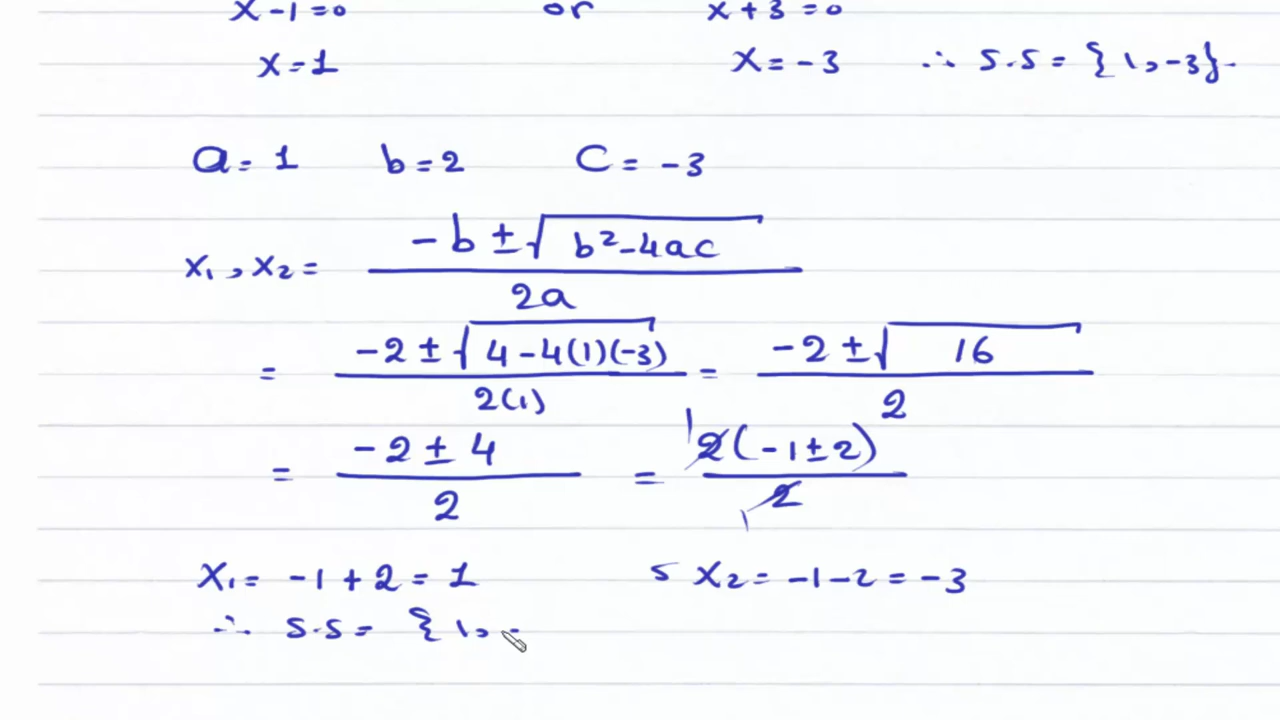 x - 1 = 0 or x + 3 = 0
x = 1 x = -3 ∴ S.S = {1, -3}.
a = 1 b = 2 C = -3
x₁, x₂ = (-b ± √(b² - 4ac)) / 2a
= (-2 ± √(4 - 4(1)(-3))) / 2(1) = (-2 ± √16) / 2
= (-2 ± 4) / 2 = 2(-1 ± 2) / 2
x₁ = -1 + 2 = 1 , x₂ = -1 - 2 = -3
∴ S.S = {1, -